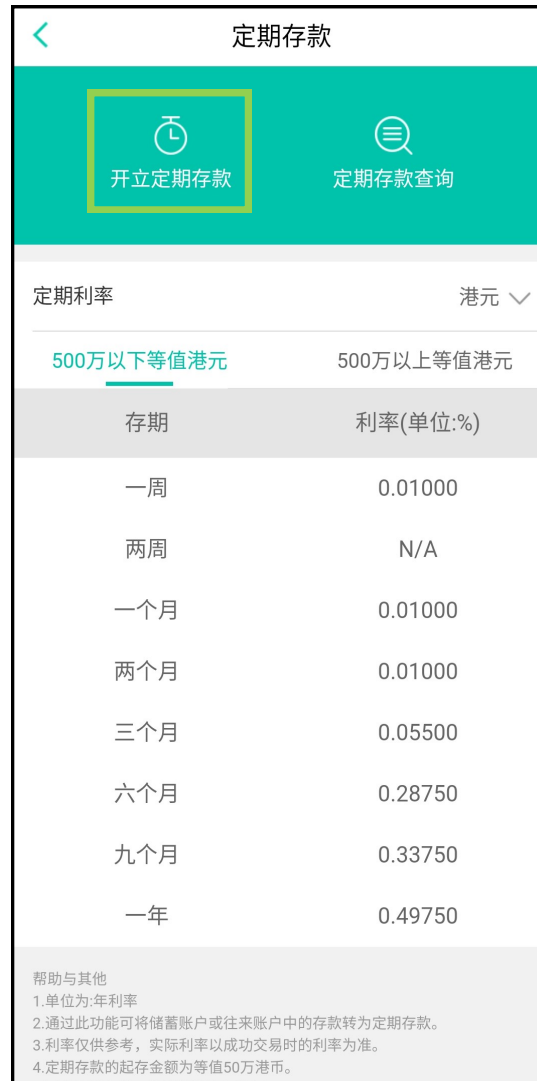 定期存款
开立定期存款 定期存款查询
定期利率 港元
500万以下等值港元 500万以上等值港元
存期 利率(单位:%)
一周 0.01000
两周 N/A
一个月 0.01000
两个月 0.01000
三个月 0.05500
六个月 0.28750
九个月 0.33750
一年 0.49750
帮助与其他
1.单位为:年利率
2.通过此功能可将储蓄账户或往来账户中的存款转为定期存款。
3.利率仅供参考，实际利率以成功交易时的利率为准。
4.定期存款的起存金额为等值50万港币。